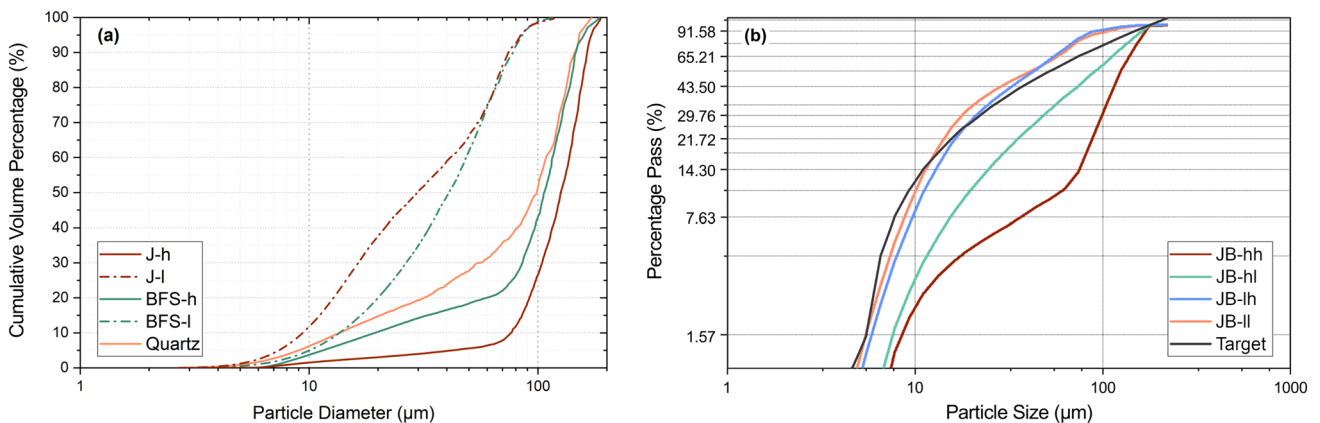 (a)
Cumulative Volume Percentage (%)
100
90
80
70
60
50
40
30
20
10
0
J-h
J-l
BFS-h
BFS-l
Quartz
1
10
100
Particle Diameter (μm)
(b)
Percentage Pass (%)
91.58
65.21
43.50
29.76
21.72
14.30
7.63
1.57
JB-hh
JB-hl
JB-lh
JB-ll
Target
1
10
100
1000
Particle Size (μm)